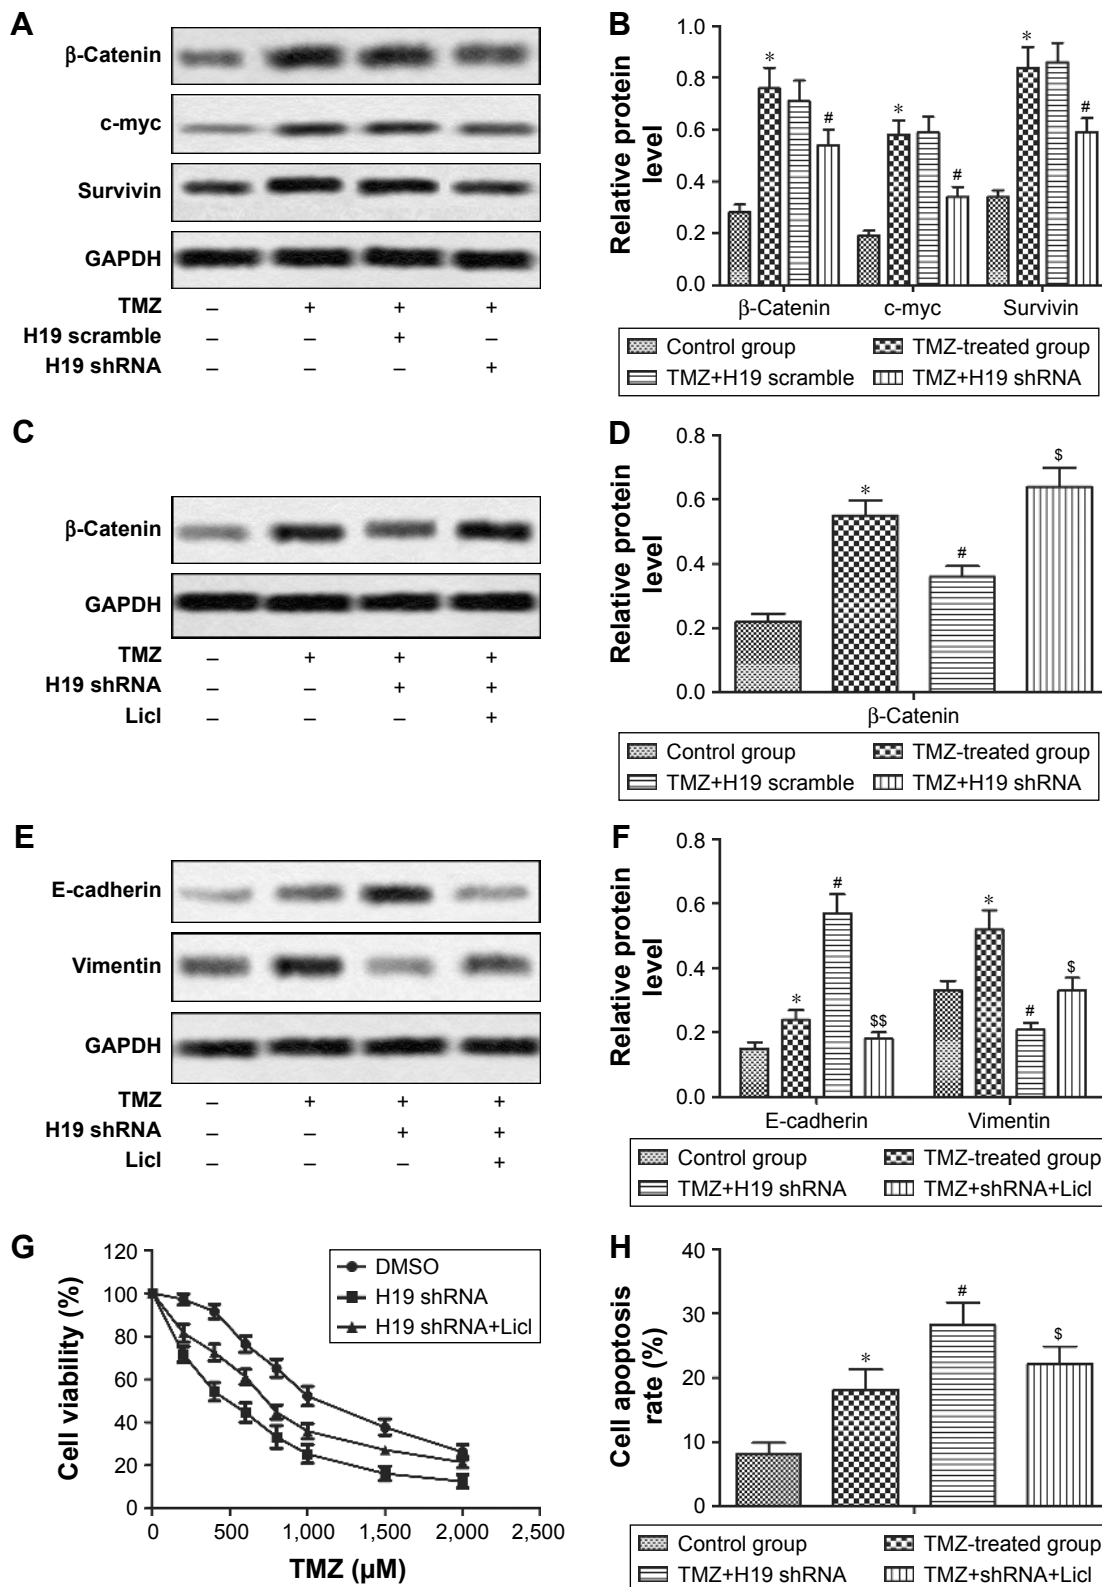 A
β-Catenin
c-myc
Survivin
GAPDH
TMZ – + + +
H19 scramble – – + –
H19 shRNA – – – +
B
Relative protein level
1.0
0.8
0.6
0.4
0.2
0.0
* # * # * #
β-Catenin c-myc Survivin
Control group TMZ-treated group
TMZ+H19 scramble TMZ+H19 shRNA
C
β-Catenin
GAPDH
TMZ – + + +
H19 shRNA – – + +
Licl – – – +
D
Relative protein level
0.8
0.6
0.4
0.2
0.0
* # $
β-Catenin
Control group TMZ-treated group
TMZ+H19 scramble TMZ+H19 shRNA
E
E-cadherin
Vimentin
GAPDH
TMZ – + + +
H19 shRNA – – + +
Licl – – – +
F
Relative protein level
0.8
0.6
0.4
0.2
0.0
* # $$ * # $
E-cadherin Vimentin
Control group TMZ-treated group
TMZ+H19 shRNA TMZ+shRNA+Licl
G
Cell viability (%)
120
100
80
60
40
20
0
DMSO
H19 shRNA
H19 shRNA+Licl
0 500 1,000 1,500 2,000 2,500
TMZ (μM)
H
Cell apoptosis rate (%)
40
30
20
10
0
* # $
Control group TMZ-treated group
TMZ+H19 shRNA TMZ+shRNA+Licl